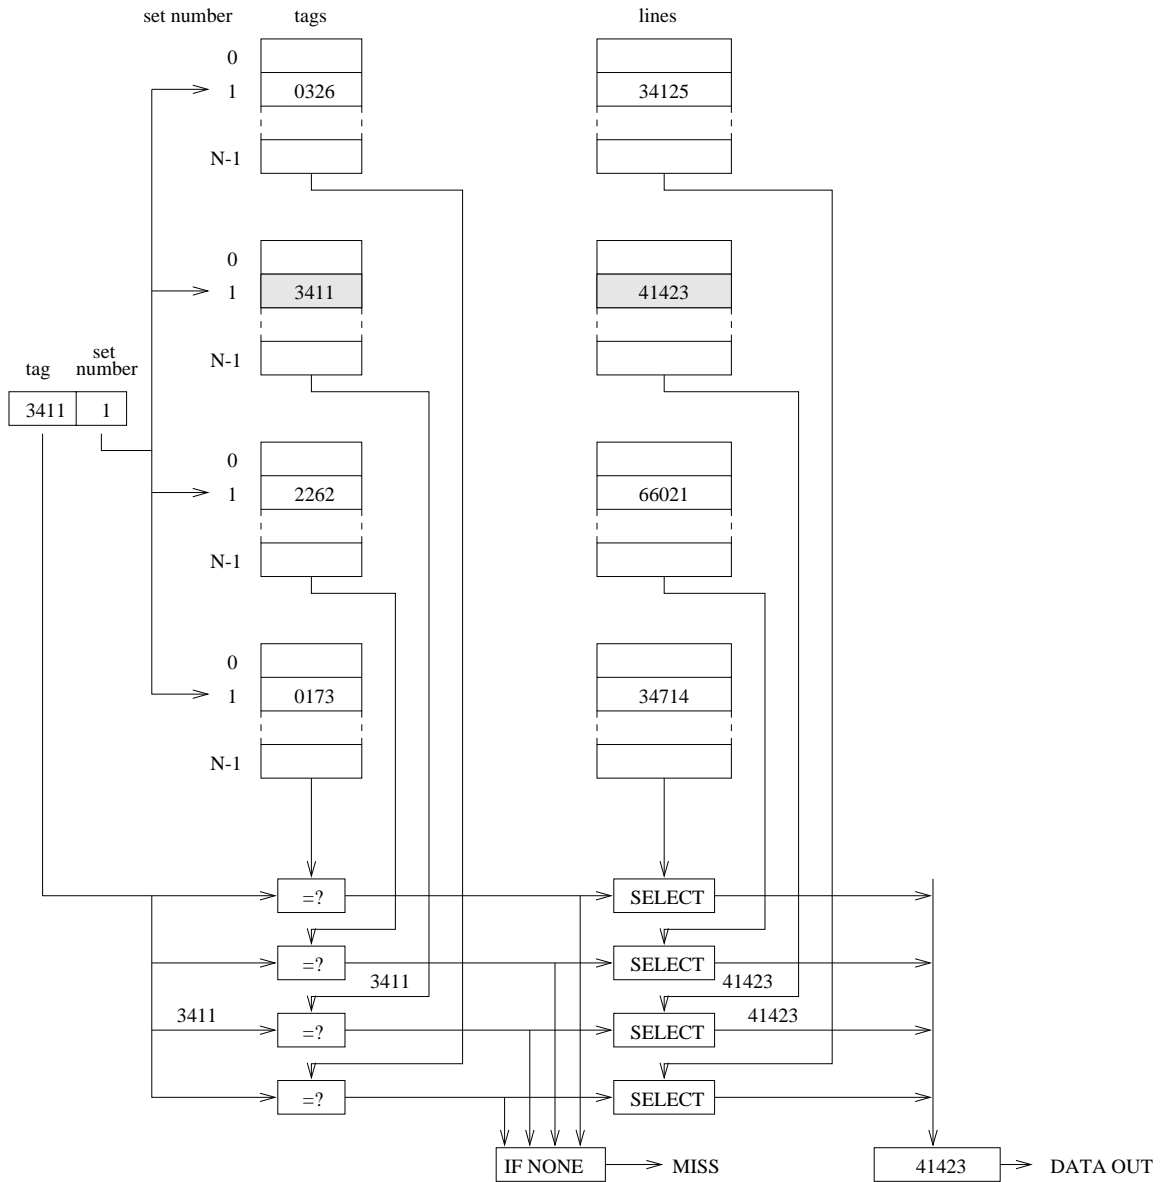 set number tags lines
0
1 0326 34125
N-1
0
1 3411 41423
N-1
tag set number
3411 1
0
1 2262 66021
N-1
0
1 0173 34714
N-1
=? SELECT
=? SELECT
3411 41423
3411 =? SELECT 41423
=? SELECT
IF NONE MISS 41423 DATA OUT